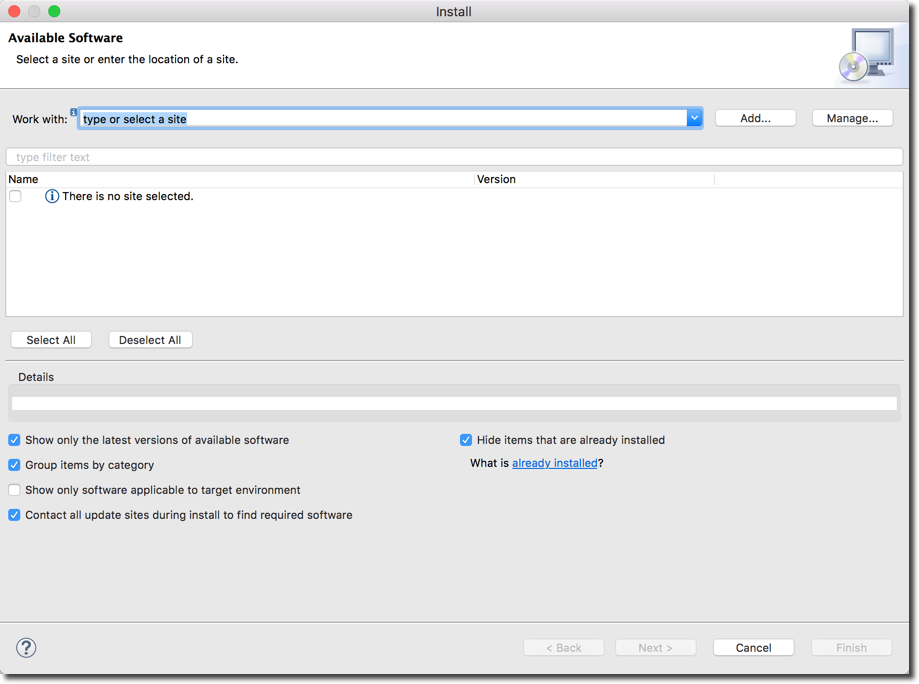 Install
Available Software
Select a site or enter the location of a site.
Work with: type or select a site Add... Manage...
type filter text
Name Version
There is no site selected.
Select All Deselect All
Details
Show only the latest versions of available software Hide items that are already installed
Group items by category What is already installed?
Show only software applicable to target environment
Contact all update sites during install to find required software
? < Back Next > Cancel Finish